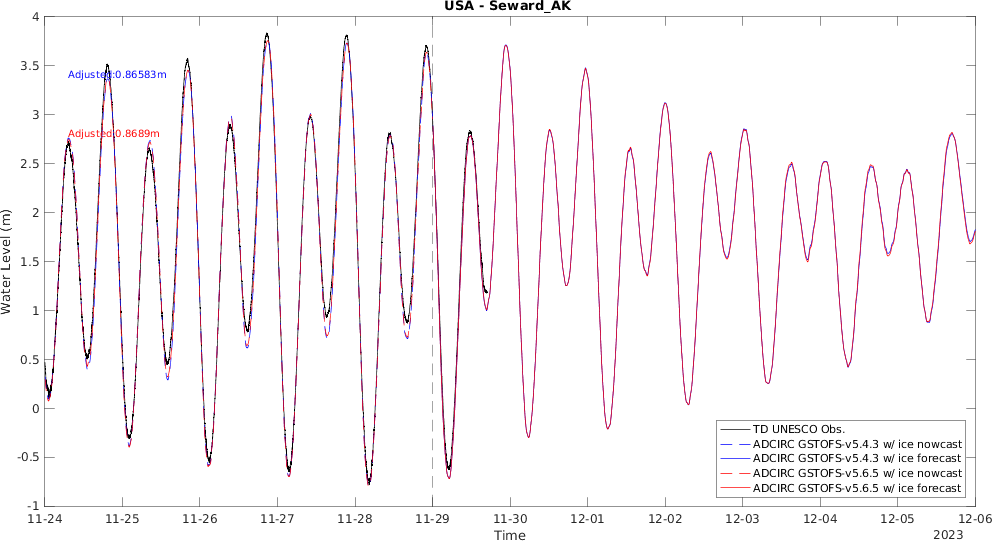 USA - Seward_AK
4
3.5
3
2.5
2
1.5
1
0.5
0
-0.5
-1
Water Level (m)
Adjusted:0.86583m
Adjusted:0.8689m
TD UNESCO Obs.
ADCIRC GSTOFS-v5.4.3 w/ ice nowcast
ADCIRC GSTOFS-v5.4.3 w/ ice forecast
ADCIRC GSTOFS-v5.6.5 w/ ice nowcast
ADCIRC GSTOFS-v5.6.5 w/ ice forecast
11-24 11-25 11-26 11-27 11-28 11-29 11-30 12-01 12-02 12-03 12-04 12-05 12-06
Time
2023